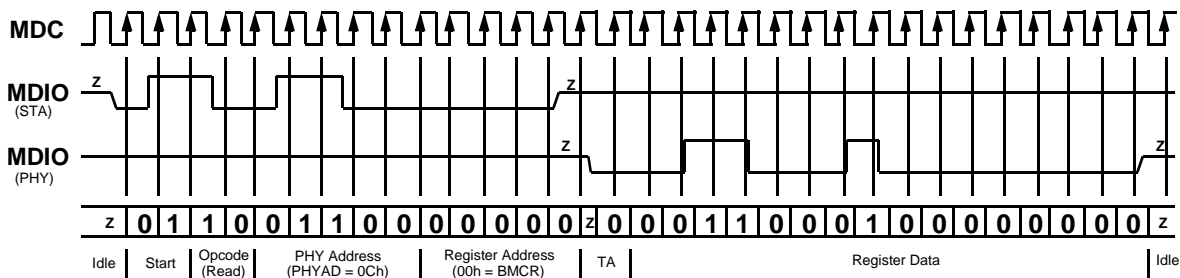 MDC
z
MDIO
(STA)
z
MDIO
(PHY)
z
z
z 0 1 1 0 0 1 1 0 0 0 0 0 0 0 z 0 0 0 1 1 0 0 0 1 0 0 0 0 0 0 0 0 z
Idle Start Opcode (Read) PHY Address (PHYAD = 0Ch) Register Address (00h = BMCR) TA Register Data Idle